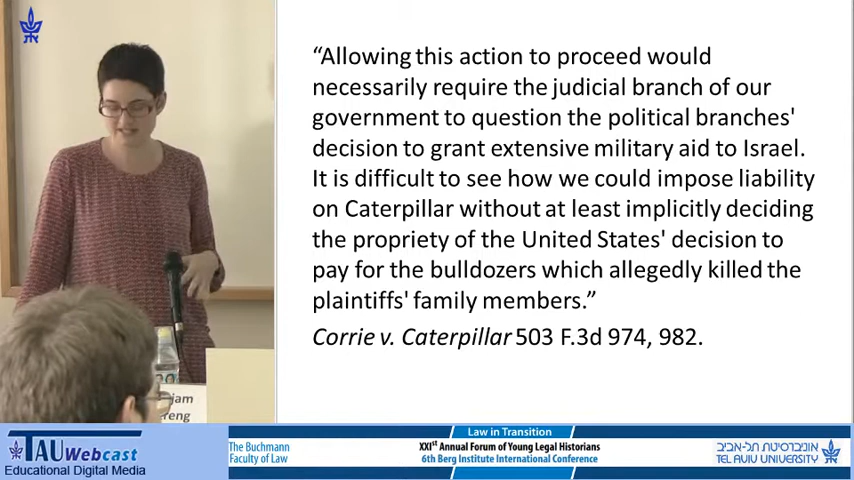 “Allowing this action to proceed would
necessarily require the judicial branch of our
government to question the political branches'
decision to grant extensive military aid to Israel.
It is difficult to see how we could impose liability
on Caterpillar without at least implicitly deciding
the propriety of the United States' decision to
pay for the bulldozers which allegedly killed the
plaintiffs' family members.”
Corrie v. Caterpillar 503 F.3d 974, 982.
TAU Webcast
Educational Digital Media
The Buchmann
Faculty of Law
Law in Transition
XXIst Annual Forum of Young Legal Historians
6th Berg Institute International Conference
אוניברסיטת תל-אביב
TEL AVIV UNIVERSITY